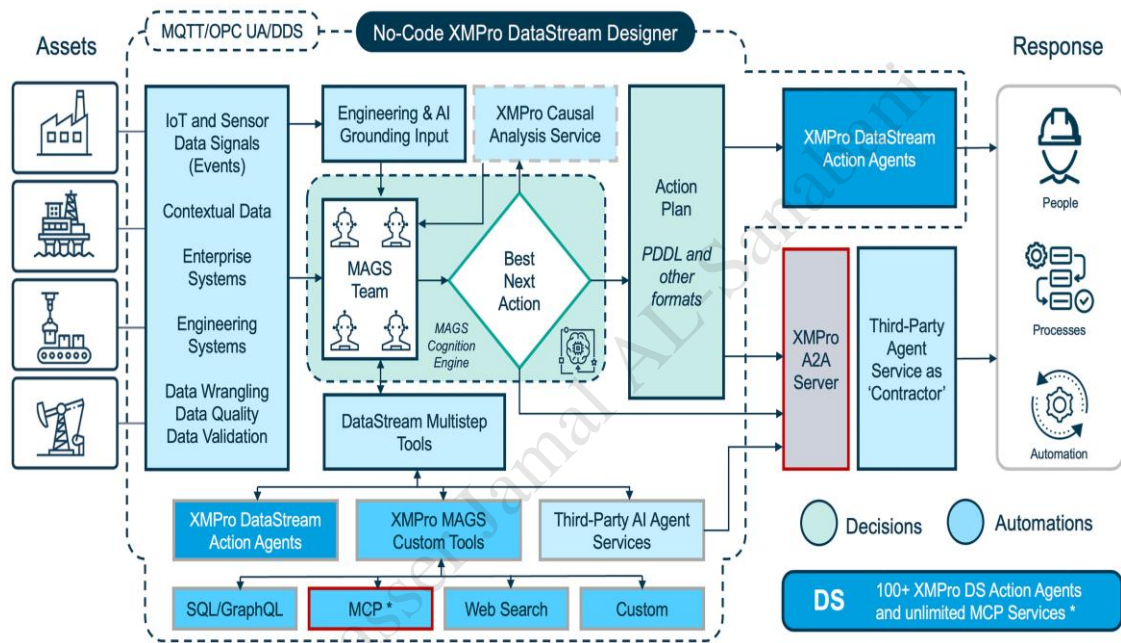 Assets
MQTT/OPC UA/DDS
No-Code XMPro DataStream Designer
Response
IoT and Sensor
Data Signals
(Events)
Contextual Data
Enterprise
Systems
Engineering
Systems
Data Wrangling
Data Quality
Data Validation
Engineering & AI
Grounding Input
XMPro Causal
Analysis Service
MAGS
Team
Best
Next
Action
MAGS
Cognition
Engine
Action
Plan
PDDL and
other
formats
XMPro DataStream
Action Agents
XMPro
A2A
Server
Third-Party
Agent
Service as
‘Contractor’
People
Processes
Automation
DataStream Multistep
Tools
XMPro DataStream
Action Agents
XMPro MAGS
Custom Tools
Third-Party AI Agent
Services
SQL/GraphQL
MCP *
Web Search
Custom
Decisions
Automations
DS
100+ XMPro DS Action Agents
and unlimited MCP Services *
asser Jamal AL-Sanabani